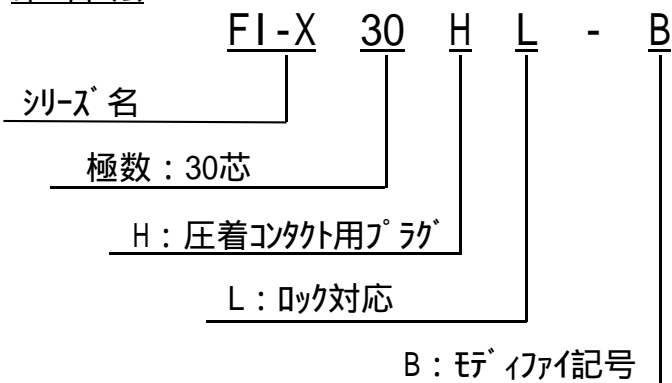 FI-X 30 H L - B
ｼﾘｰｽﾞ名
極数：30芯
H：圧着ｺﾝﾀｸﾄ用ﾌﾟﾗｸﾞ
L：ﾛｯｸ対応
B：ﾓﾃﾞｨﾌｧｲ記号